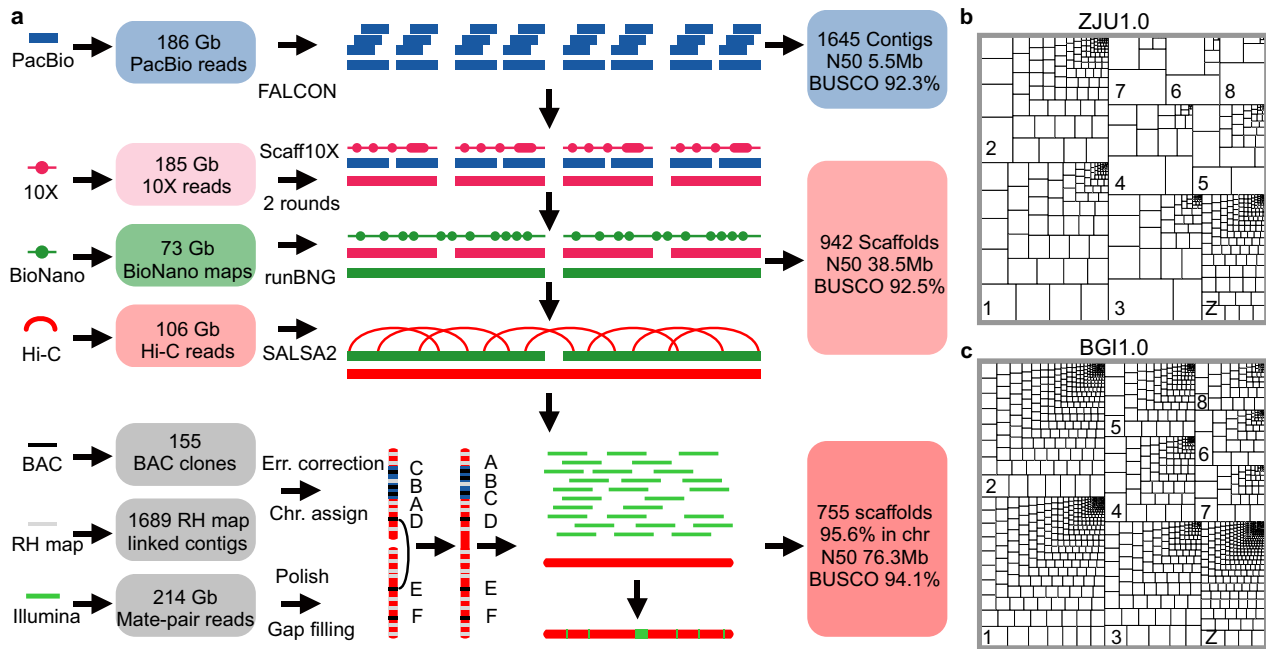 a
PacBio
186 Gb
PacBio reads
FALCON
1645 Contigs
N50 5.5Mb
BUSCO 92.3%
10X
185 Gb
10X reads
Scaff10X
2 rounds
BioNano
73 Gb
BioNano maps
runBNG
942 Scaffolds
N50 38.5Mb
BUSCO 92.5%
Hi-C
106 Gb
Hi-C reads
SALSA2
BAC
155
BAC clones
Err. correction
Chr. assign
RH map
1689 RH map
linked contigs
Illumina
214 Gb
Mate-pair reads
Polish
Gap filling
C
B
A
D
E
F
A
B
C
D
E
F
755 scaffolds
95.6% in chr
N50 76.3Mb
BUSCO 94.1%
b
ZJU1.0
7
6
8
2
4
5
1
3
Z
c
BGI1.0
8
5
6
2
4
7
1
3
Z